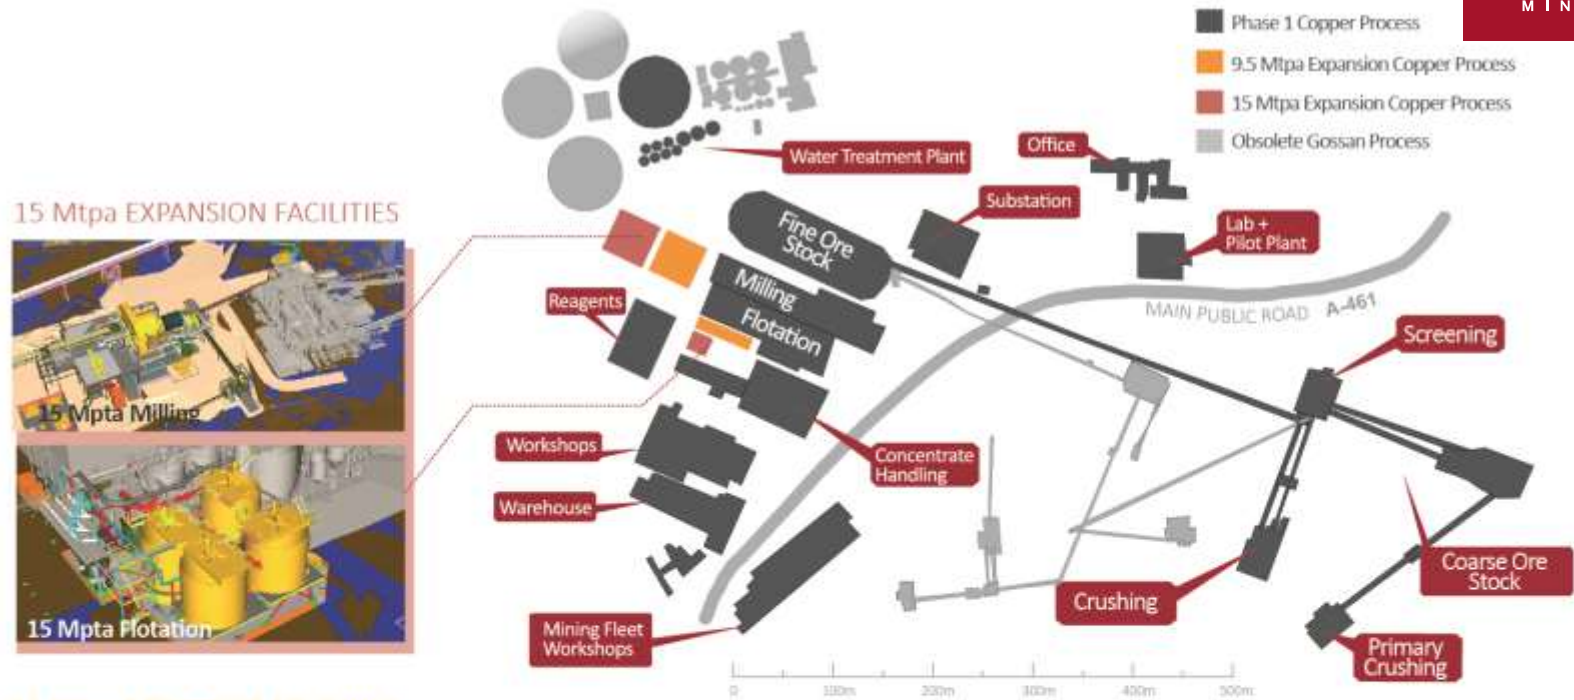 MIN
Phase 1 Copper Process
9.5 Mtpa Expansion Copper Process
15 Mtpa Expansion Copper Process
Obsolete Gossan Process
Water Treatment Plant
Office
Substation
Lab +
Pilot Plant
15 Mtpa EXPANSION FACILITIES
Fine Ore
Stock
Milling
Flotation
Reagents
MAIN PUBLIC ROAD A-461
Screening
15 Mpta Milling
Workshops
Concentrate
Handling
Warehouse
Coarse Ore
Stock
Crushing
15 Mpta Flotation
Mining Fleet
Workshops
Primary
Crushing
0 100m 200m 300m 400m 500m